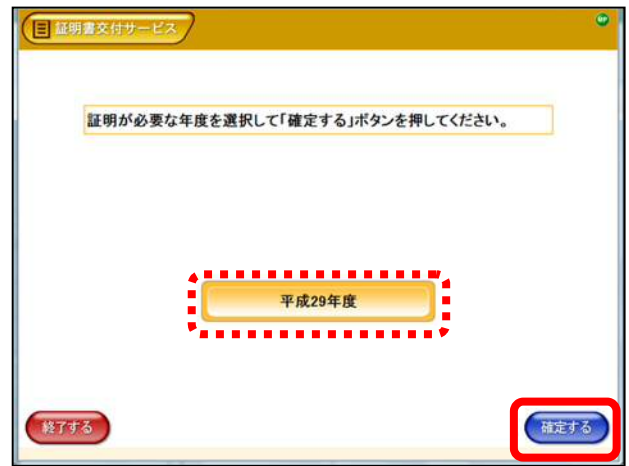 証明書交付サービス
証明が必要な年度を選択して「確定する」ボタンを押してください。
平成29年度
終了する
確定する